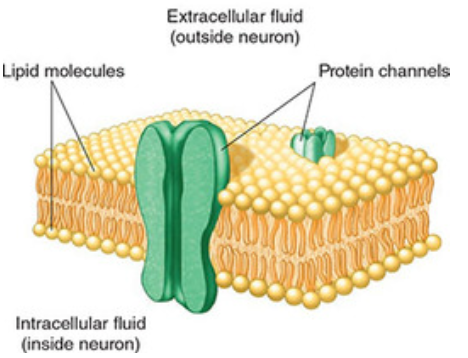 Extracellular fluid
(outside neuron)
Lipid molecules
Protein channels
Intracellular fluid
(inside neuron)